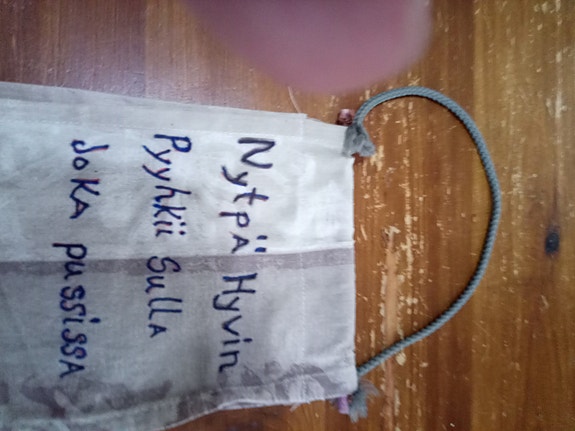 NytpÄ Hyvin
Pyyhkii Sulla
JoKA pussissA